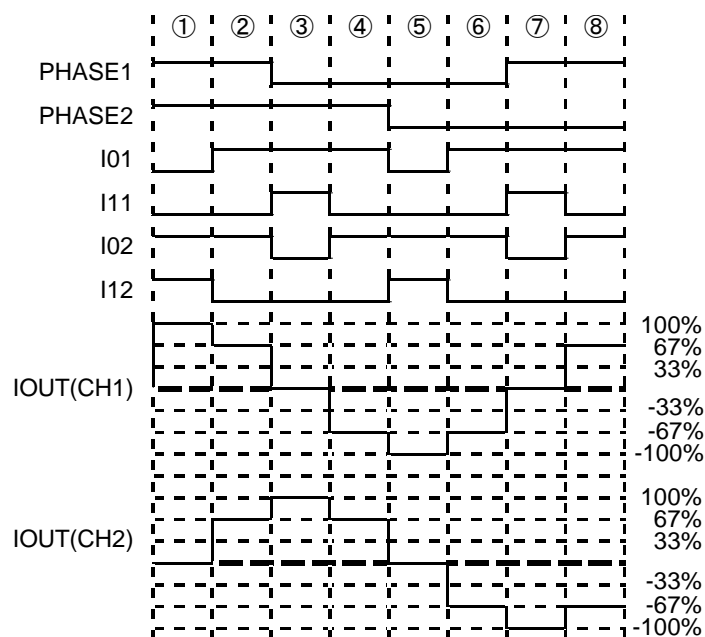 ① ② ③ ④ ⑤ ⑥ ⑦ ⑧
PHASE1
PHASE2
I01
I11
I02
I12
100%
67%
33%
IOUT(CH1)
-33%
-67%
-100%
100%
67%
33%
IOUT(CH2)
-33%
-67%
-100%